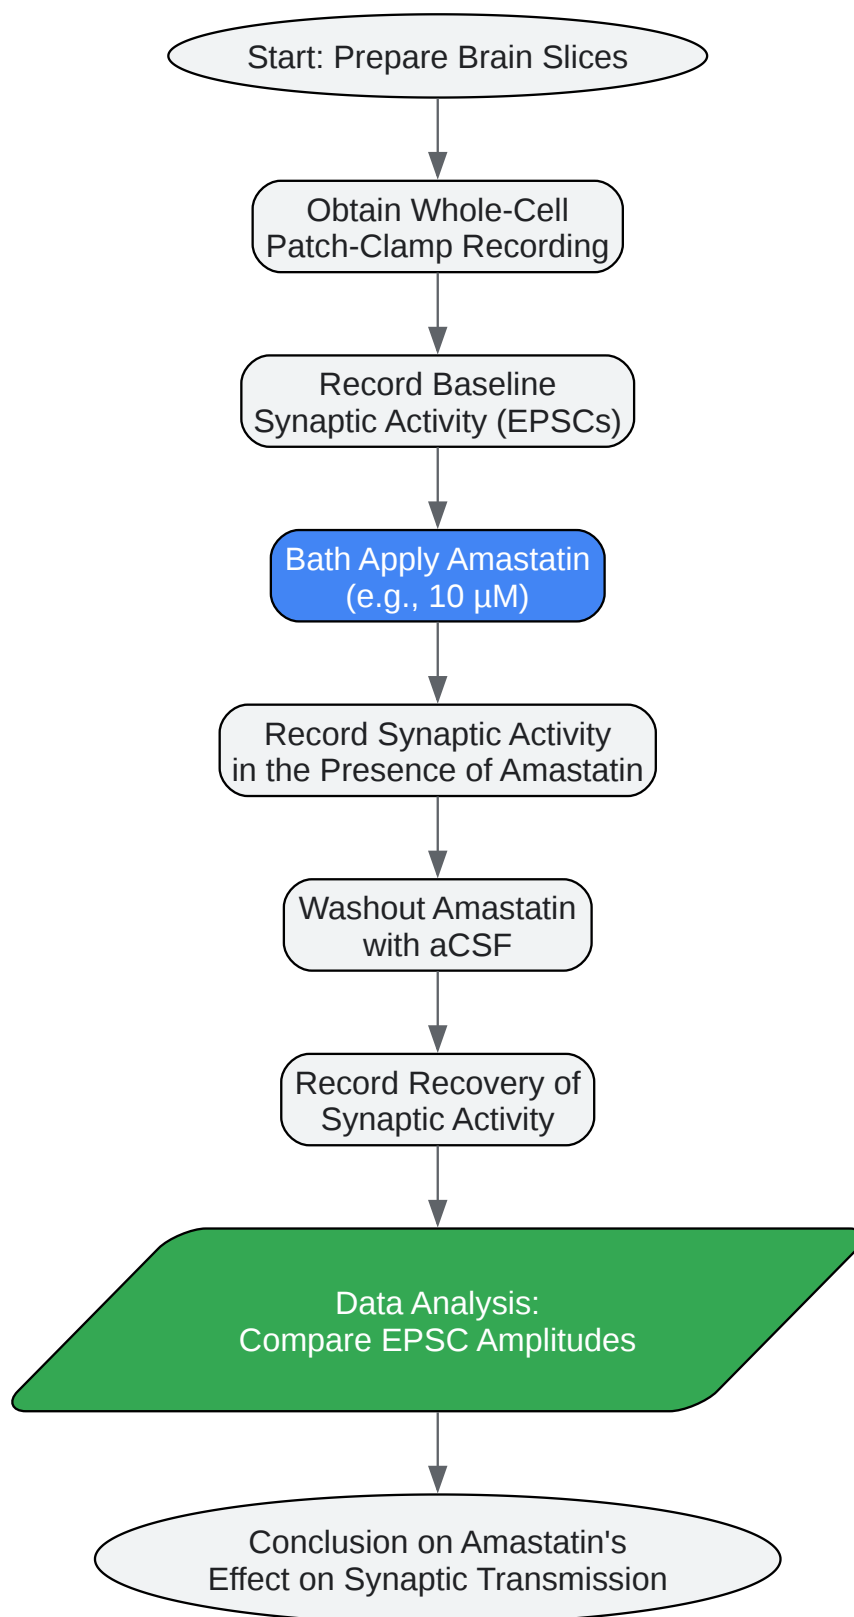 Start: Prepare Brain Slices
Obtain Whole-Cell
Patch-Clamp Recording
Record Baseline
Synaptic Activity (EPSCs)
Bath Apply Amastatin
(e.g., 10 µM)
Record Synaptic Activity
in the Presence of Amastatin
Washout Amastatin
with aCSF
Record Recovery of
Synaptic Activity
Data Analysis:
Compare EPSC Amplitudes
Conclusion on Amastatin's
Effect on Synaptic Transmission